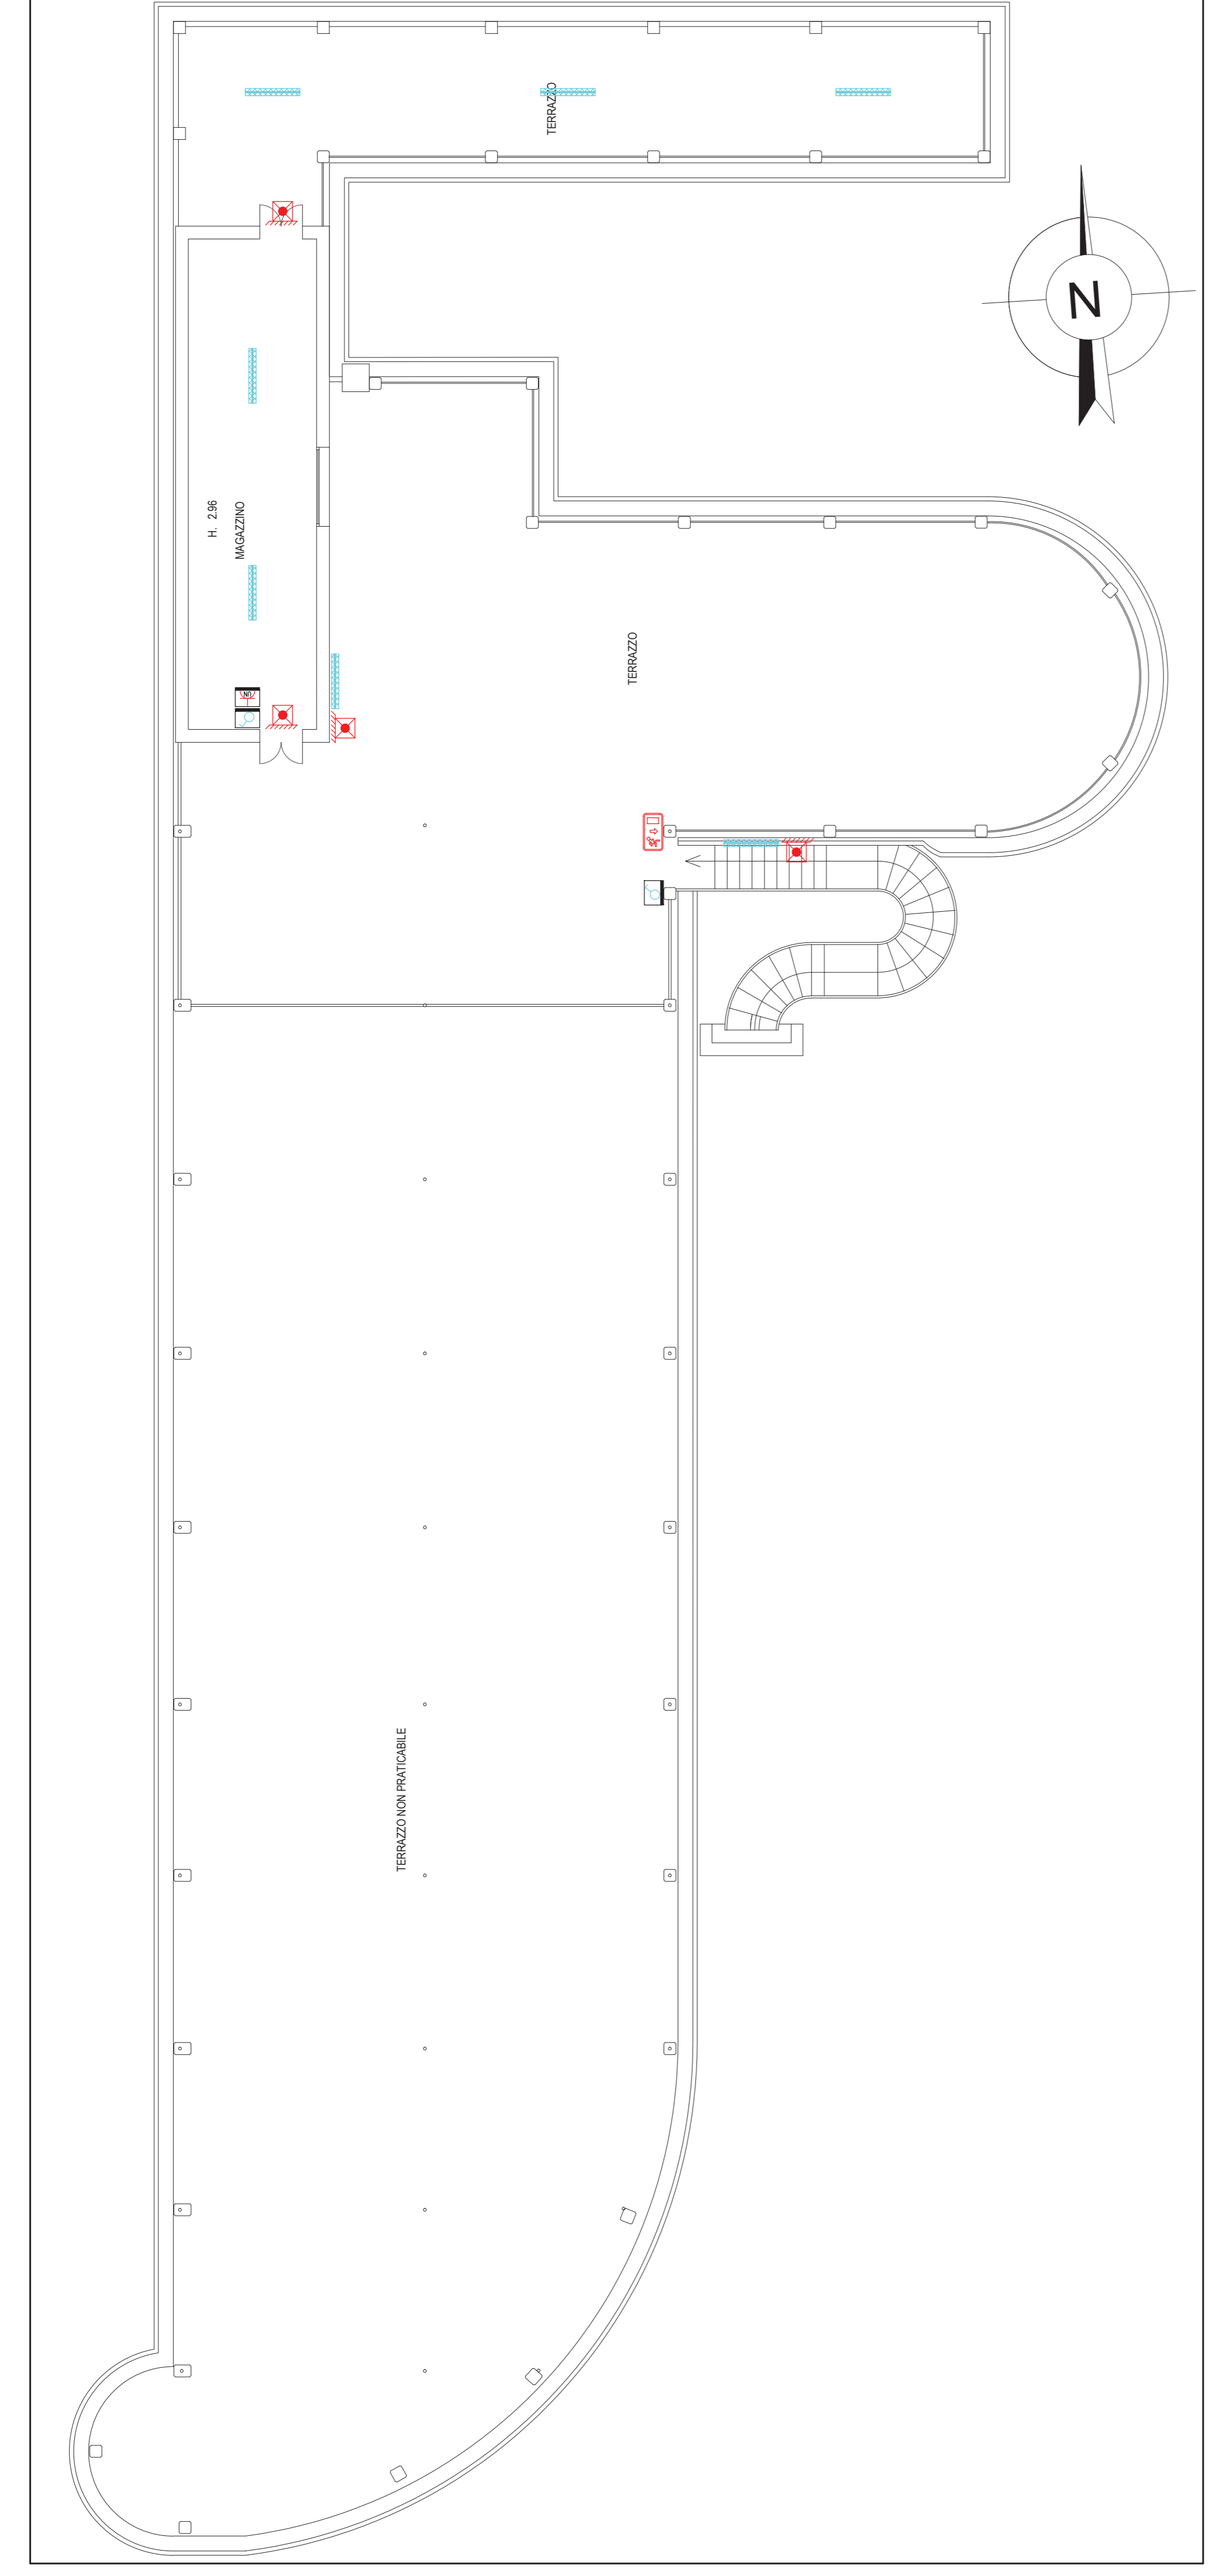 TERRAZZO
N
H. 2.96
MAGAZZINO
TERRAZZO
TERRAZZO NON PRATICABILE